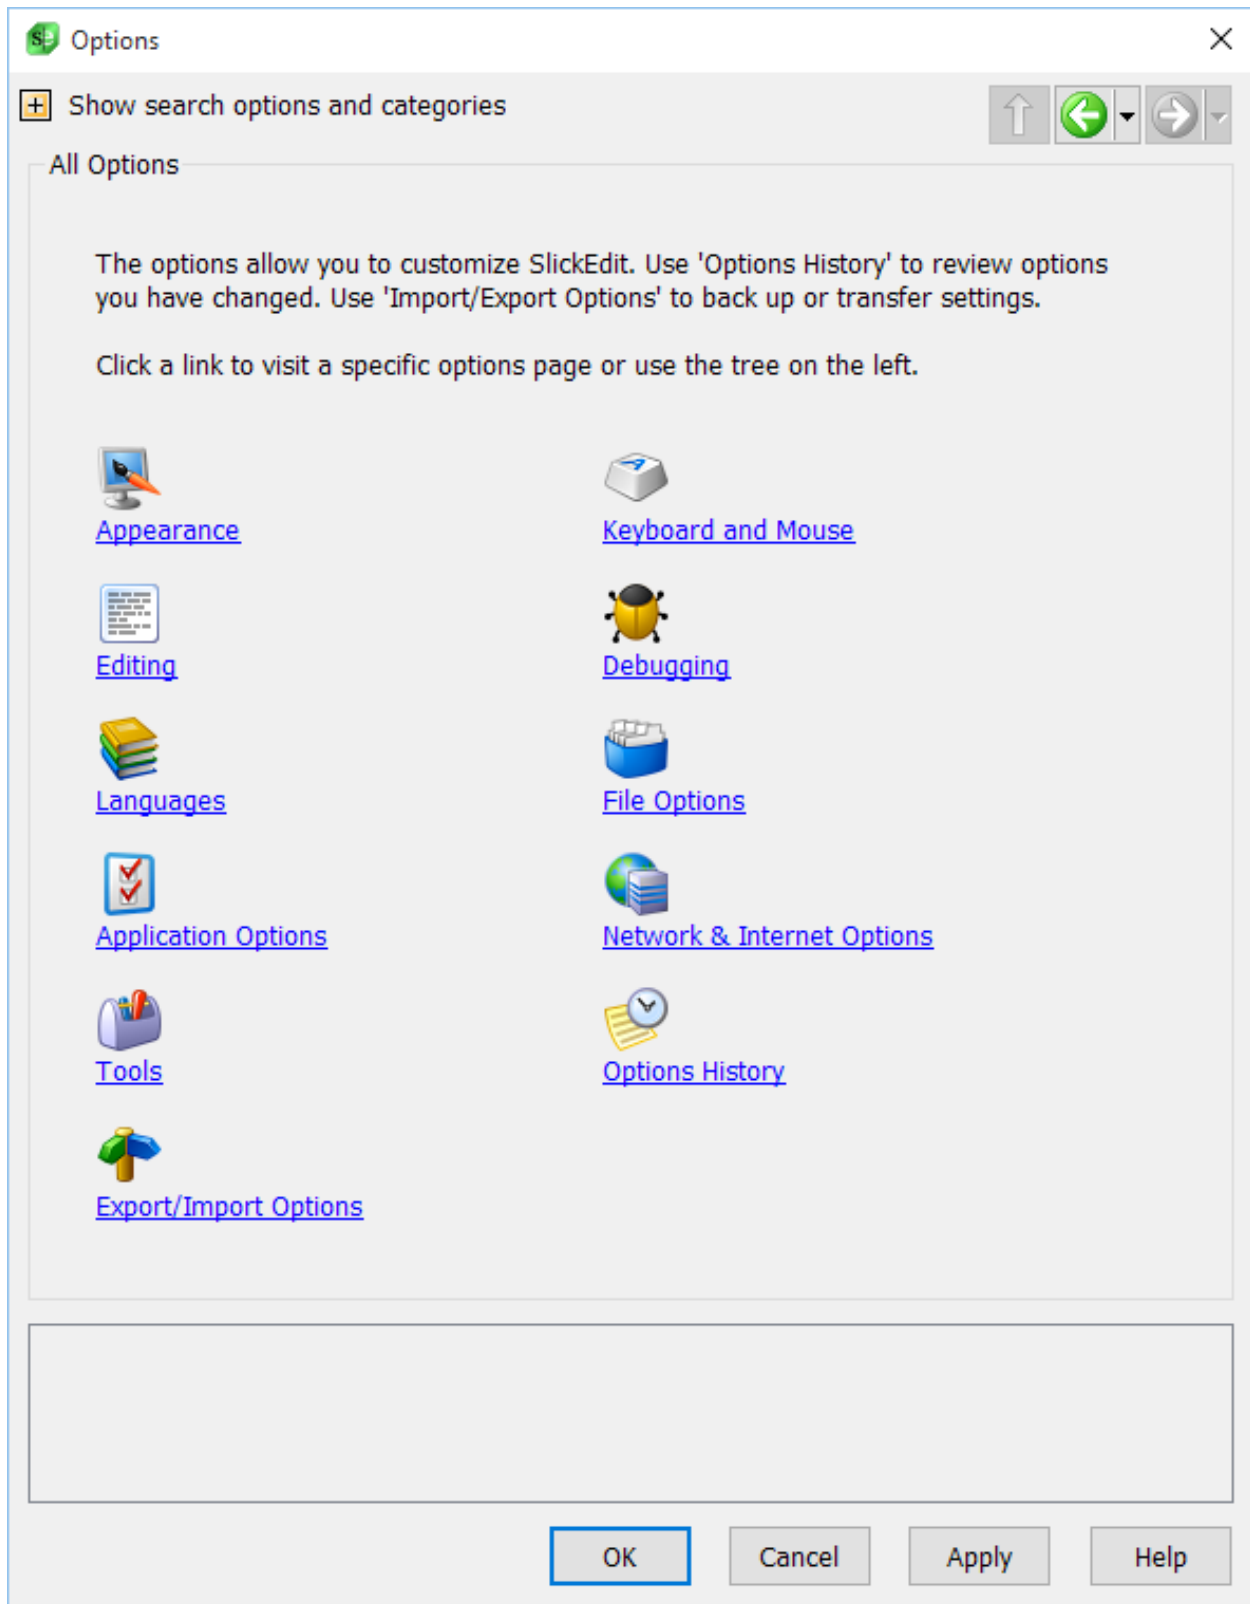 Options
Show search options and categories
All Options
The options allow you to customize SlickEdit. Use 'Options History' to review options
you have changed. Use 'Import/Export Options' to back up or transfer settings.
Click a link to visit a specific options page or use the tree on the left.
Appearance
Keyboard and Mouse
Editing
Debugging
Languages
File Options
Application Options
Network & Internet Options
Tools
Options History
Export/Import Options
OK
Cancel
Apply
Help